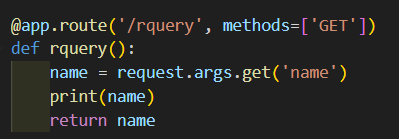 @app.route('/rquery', methods=['GET'])
def rquery():
    name = request.args.get('name')
    print(name)
    return name